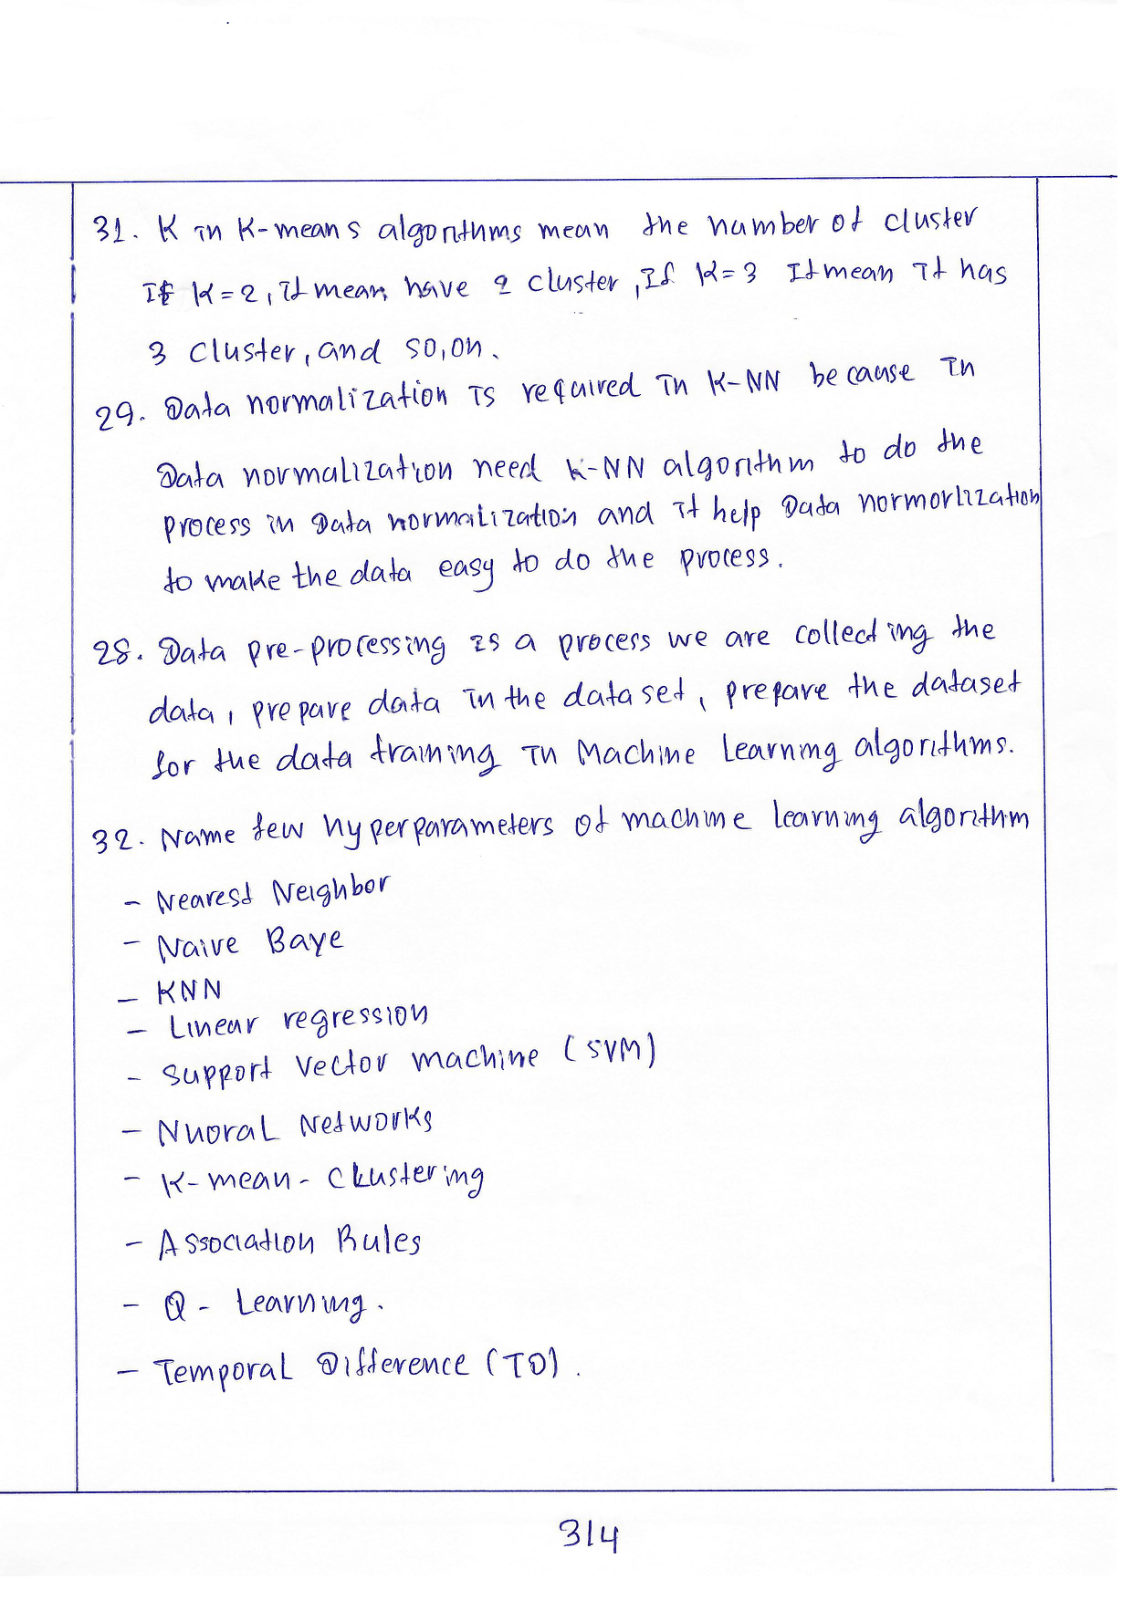 31. K in K-means algorithms mean the number of cluster
If K=2, it mean have 2 cluster, If K=3 It mean it has
3 cluster, and so, on.
29. Data normalization is required in K-NN because in
Data normalization need K-NN algorithm to do the
process in Data normalization and it help Data normorlization
to make the data easy to do the process.
28. Data pre-processing is a process we are collecting the
data, prepare data in the data set, prepare the dataset
for the data training in Machine Learning algorithms.
32. Name few hyperparameters of machine learning algorithm
- Nearest Neighbor
- Naive Baye
- KNN
- Linear regression
- Support Vector machine (SVM)
- Nuoral Networks
- K-mean-clustering
- Association Rules
- Q-Learning.
- Temporal Difference (TD).
3/4